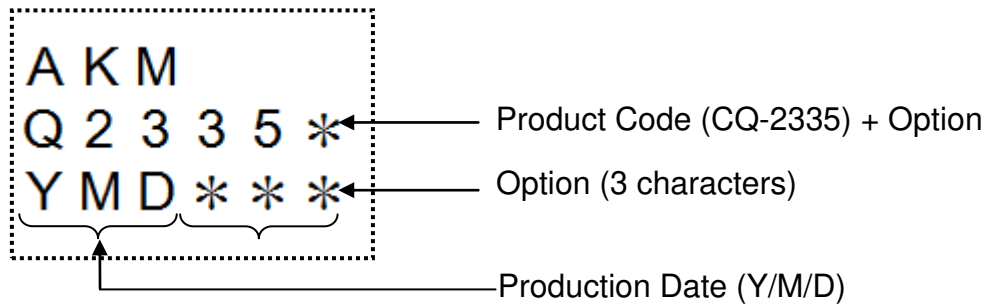 A K M
Q 2 3 3 5 *
Product Code (CQ-2335) + Option
Y M D * * *
Option (3 characters)
Production Date (Y/M/D)